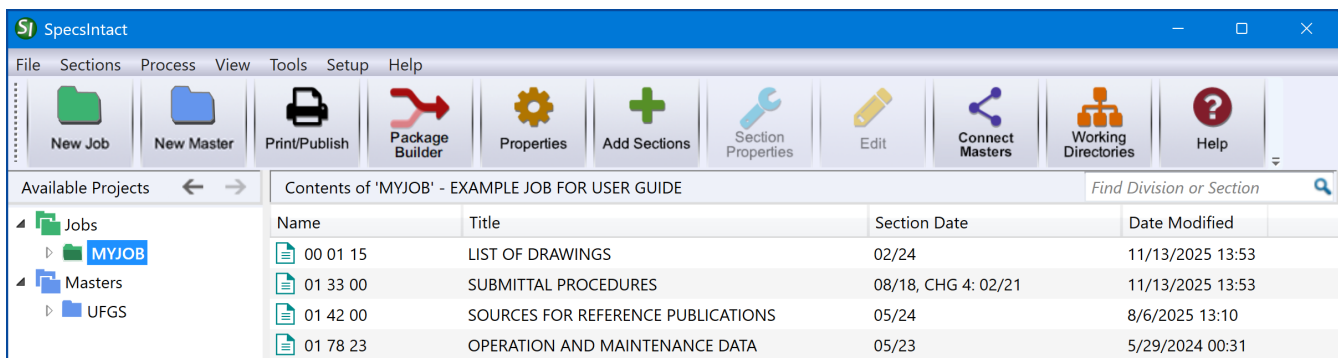 SI SpecsIntact
File Sections Process View Tools Setup Help
New Job New Master Print/Publish Package Builder Properties Add Sections Section Properties Edit Connect Masters Working Directories Help
Available Projects Contents of 'MYJOB' - EXAMPLE JOB FOR USER GUIDE Find Division or Section
Jobs
MYJOB
Masters
UFGS
Name Title Section Date Date Modified
00 01 15 LIST OF DRAWINGS 02/24 11/13/2025 13:53
01 33 00 SUBMITTAL PROCEDURES 08/18, CHG 4: 02/21 11/13/2025 13:53
01 42 00 SOURCES FOR REFERENCE PUBLICATIONS 05/24 8/6/2025 13:10
01 78 23 OPERATION AND MAINTENANCE DATA 05/23 5/29/2024 00:31